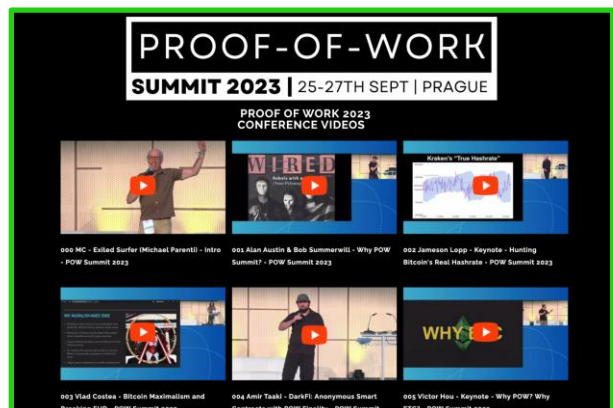 PROOF-OF-WORK
SUMMIT 2023 | 25-27TH SEPT | PRAGUE
PROOF OF WORK 2023
CONFERENCE VIDEOS
WIRED
Kraken's "True Hashrate"
000 MC - Exiled Surfer (Michael Parenti) - Intro
- POW Summit 2023
001 Alan Austin & Bob Summerwill - Why POW
Summit? - POW Summit 2023
002 Jameson Lopp - Keynote - Hunting
Bitcoin's Real Hashrate - POW Summit 2023
WHY
003 Vlad Costea - Bitcoin Maximalism and
004 Amir Taaki - DarkFi: Anonymous Smart
005 Victor Hou - Keynote - Why POW? Why